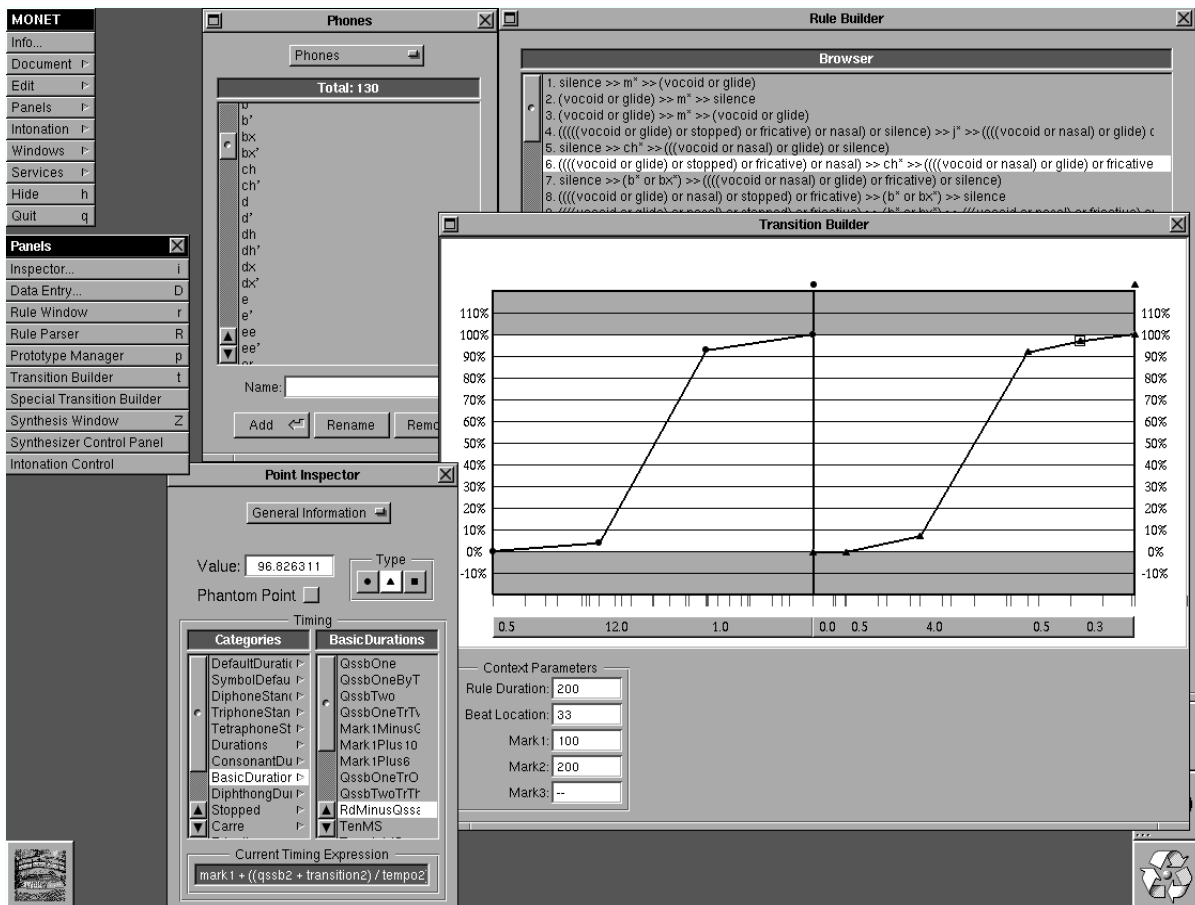 MONET
Info...
Document
Edit
Panels
Intonation
Windows
Services
Hide h
Quit q
Panels
Inspector... i
Data Entry... D
Rule Window r
Rule Parser R
Prototype Manager p
Transition Builder t
Special Transition Builder
Synthesis Window Z
Synthesizer Control Panel
Intonation Control
Phones
Phones
Total: 130
b
b'
bx
bx'
ch
ch'
d
d'
dh
dh'
dx
dx'
e
e'
ee
ee'
er
Name:
Add Rename Remo
Rule Builder
Browser
1. silence >> m* >> (vocoid or glide)
2. (vocoid or glide) >> m* >> silence
3. (vocoid or glide) >> m* >> (vocoid or glide)
4. (((((vocoid or glide) or stopped) or fricative) or nasal) or silence) >> j* >> ((((vocoid or nasal) or glide) c
5. silence >> ch* >> (((vocoid or nasal) or glide) or silence)
6. ((((vocoid or glide) or stopped) or fricative) or nasal) >> ch* >> ((((vocoid or nasal) or glide) or fricative
7. silence >> (b* or bx*) >> ((((vocoid or nasal) or glide) or fricative) or silence)
8. ((((vocoid or glide) or nasal) or stopped) or fricative) >> (b* or bx*) >> silence
Transition Builder
110% 110%
100% 100%
90% 90%
80% 80%
70% 70%
60% 60%
50% 50%
40% 40%
30% 30%
20% 20%
10% 10%
0% 0%
-10% -10%
0.5 12.0 1.0 0.0 0.5 4.0 0.5 0.3
Context Parameters
Rule Duration: 200
Beat Location: 33
Mark1: 100
Mark2: 200
Mark3: --
Point Inspector
General Information
Value: 96.826311
Type
Phantom Point
Timing
Categories BasicDurations
DefaultDuratic QssbOne
SymbolDefau QssbOneByT
DiphoneStanc QssbTwo
TriphoneStan QssbOneTrTv
TetraphoneSt Mark1MinusC
Durations Mark1Plus10
ConsonantDu Mark1Plus6
BasicDuration QssbOneTrO
DiphthongDui QssbTwoTrTh
Stopped RdMinusQssa
Carre TenMS
Current Timing Expression
mark1 + ((qssb2 + transition2) / tempo2